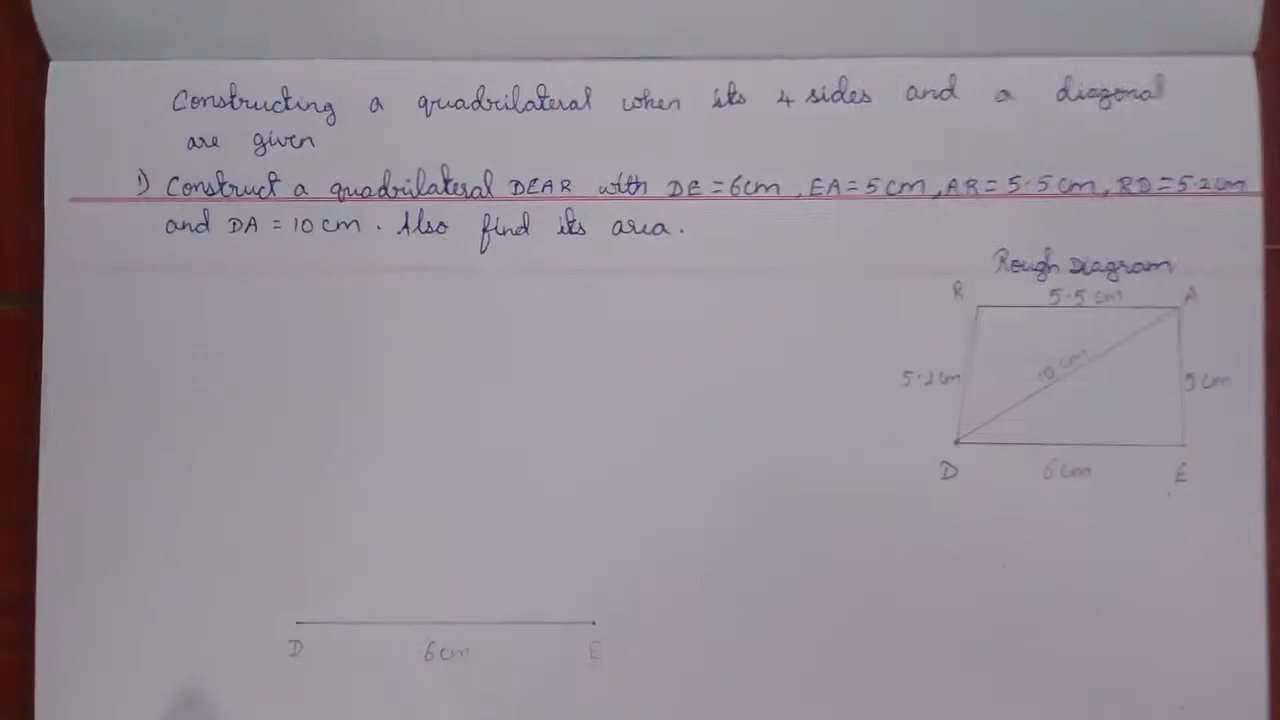 Constructing a quadrilateral when its 4 sides and a diagonal
are given
1) Construct a quadrilateral DEAR with DE = 6cm, EA = 5cm, AR = 5.5cm, RD = 5.2cm
and DA = 10cm. Also find its area.
Rough Diagram
R 5.5 cm A
5.2cm 10 cm 5cm
D 6cm E
D 6cm E